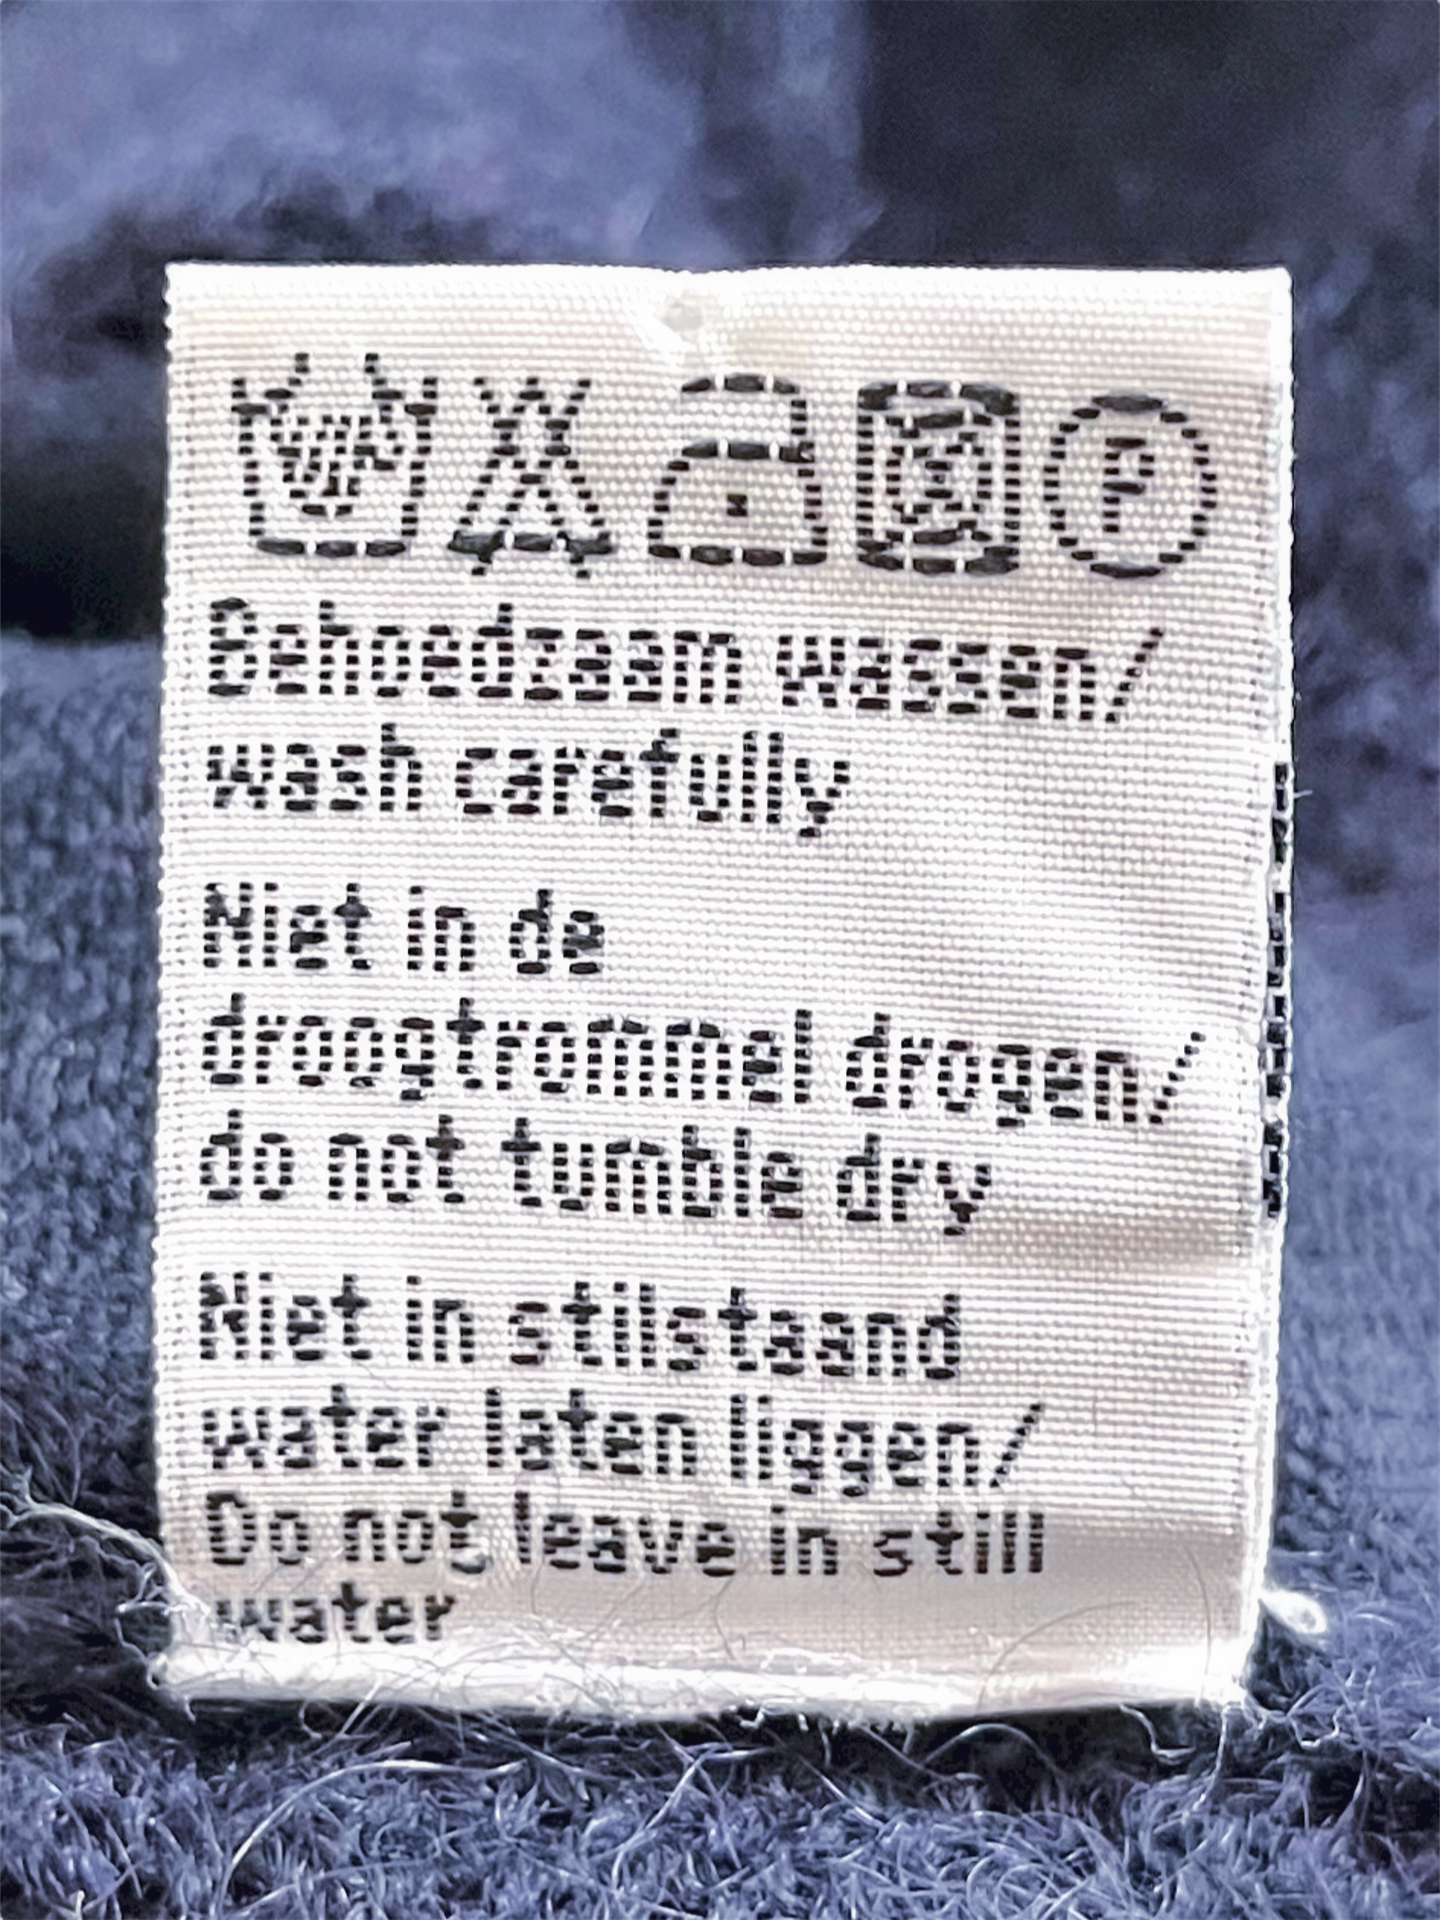 P
Behoedzaam wassen/
wash carefully
Niet in de
droogtrommel drogen/
do not tumble dry
Niet in stilstaand
water laten liggen/
Do not leave in still
water